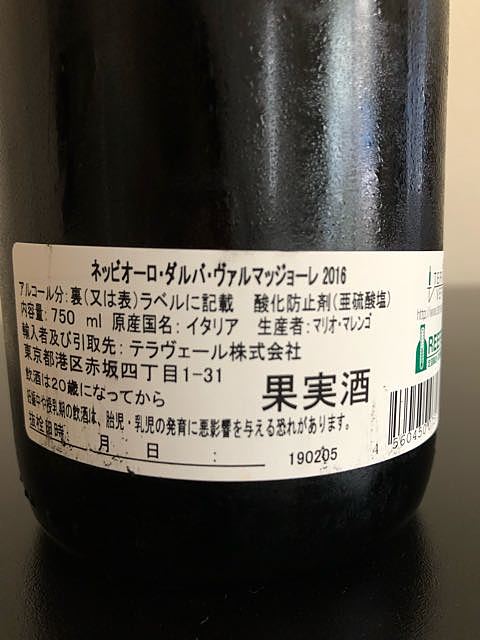 ネッビオーロ・ダルバ・ヴァルマッジョーレ 2016
アルコール分:裏(又は表)ラベルに記載 酸化防止剤(亜硫酸塩)
内容量:750 ml 原産国名:イタリア 生産者:マリオ・マレンゴ
輸入者及び引取先:テラヴェール株式会社
東京都港区赤坂四丁目1-31
飲酒は20歳になってから
果実酒
妊娠中や授乳期の飲酒は、胎児・乳児の発育に悪影響を与える恐れがあります。
抜栓日時: 月 日 :
190205
http://